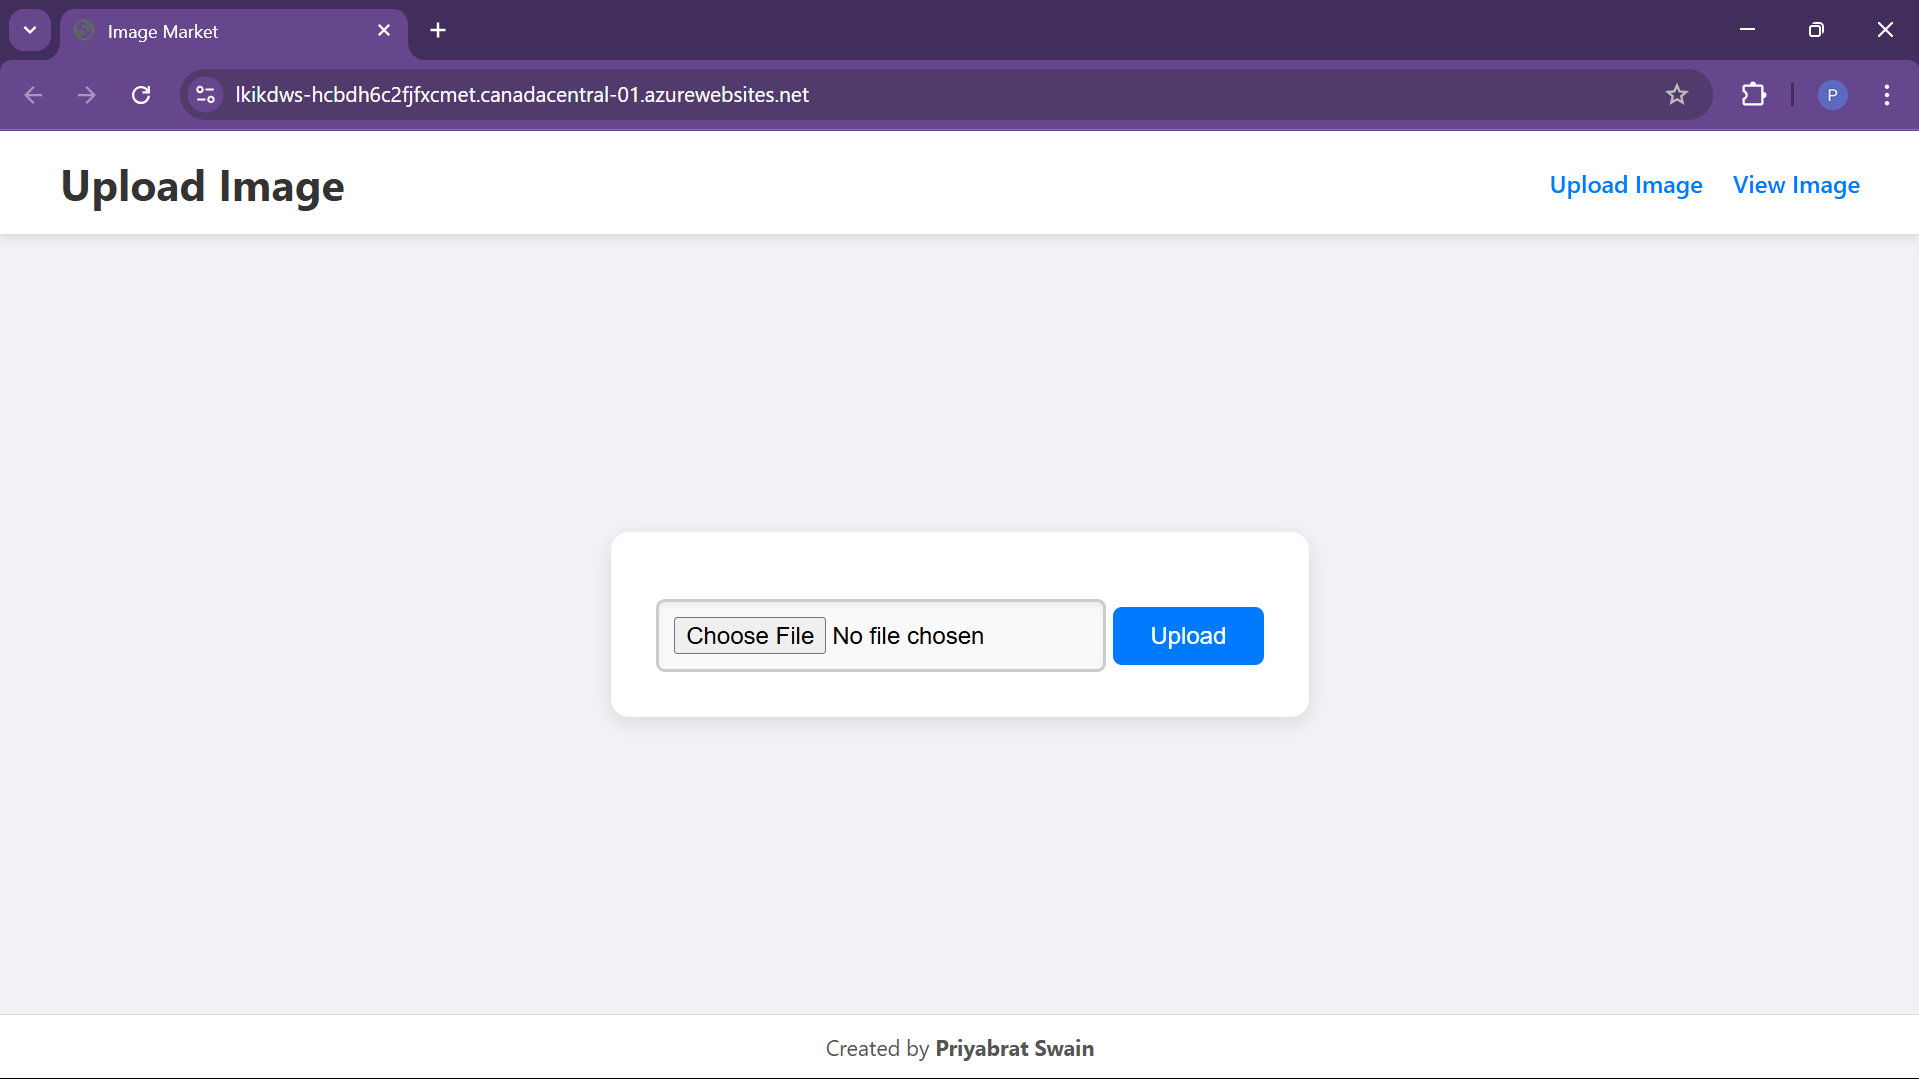 Image Market
lkikdws-hcbdh6c2fjfxcmet.canadacentral-01.azurewebsites.net
P
Upload Image
Upload Image View Image
Choose File No file chosen Upload
Created by Priyabrat Swain